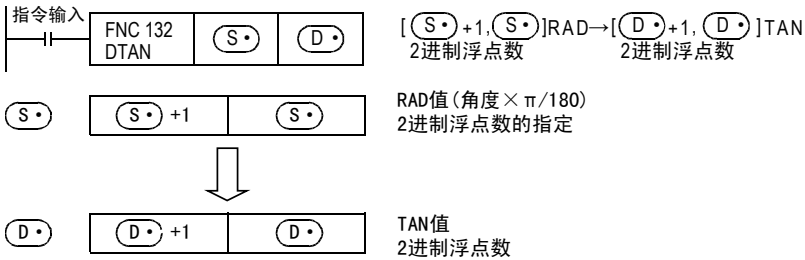 指令输入
FNC 132
DTAN
S·
D·
[ S· +1, S· ]RAD→[ D· +1, D· ]TAN
2进制浮点数 2进制浮点数
S·
S· +1
S·
RAD值(角度×π/180)
2进制浮点数的指定
D·
D· +1
D·
TAN值
2进制浮点数